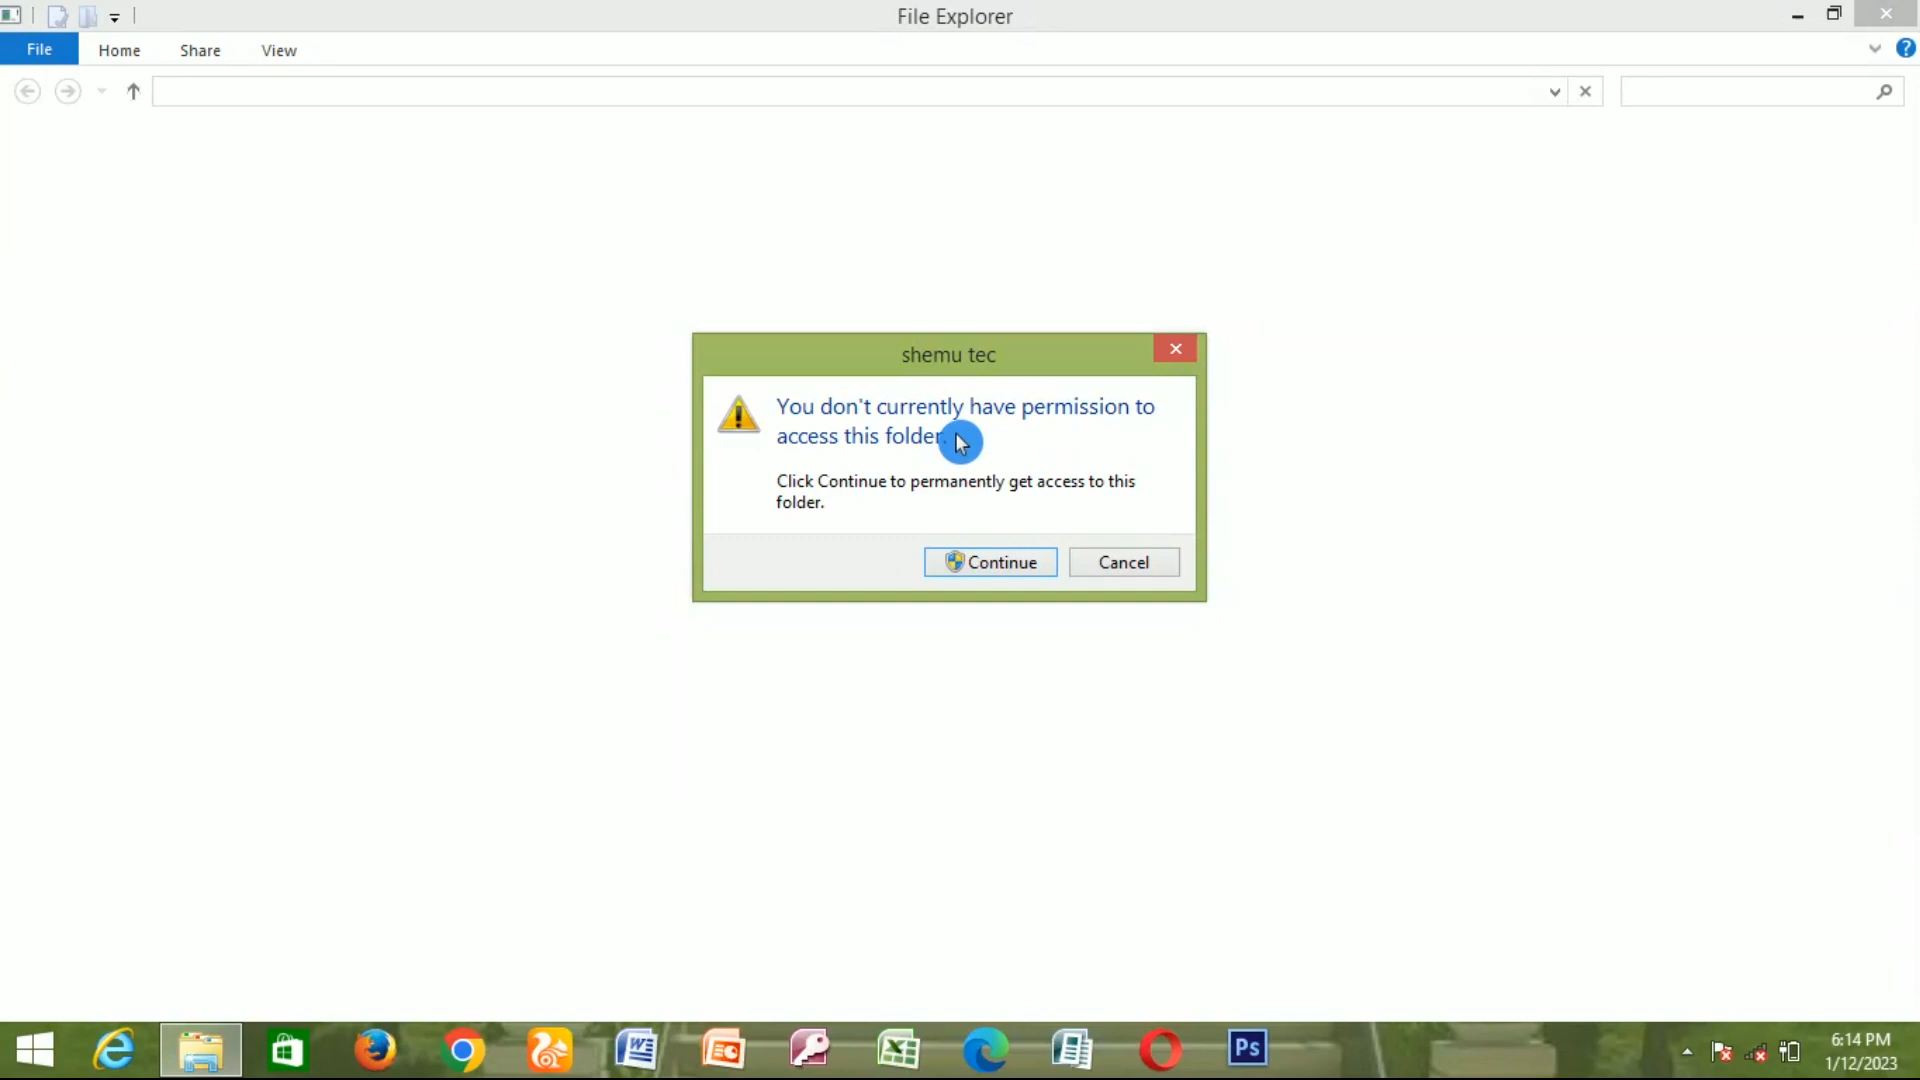 File Explorer
File Home Share View
shemu tec
You don't currently have permission to
access this folder.
Click Continue to permanently get access to this
folder.
Continue Cancel
Ps
6:14 PM
1/12/2023